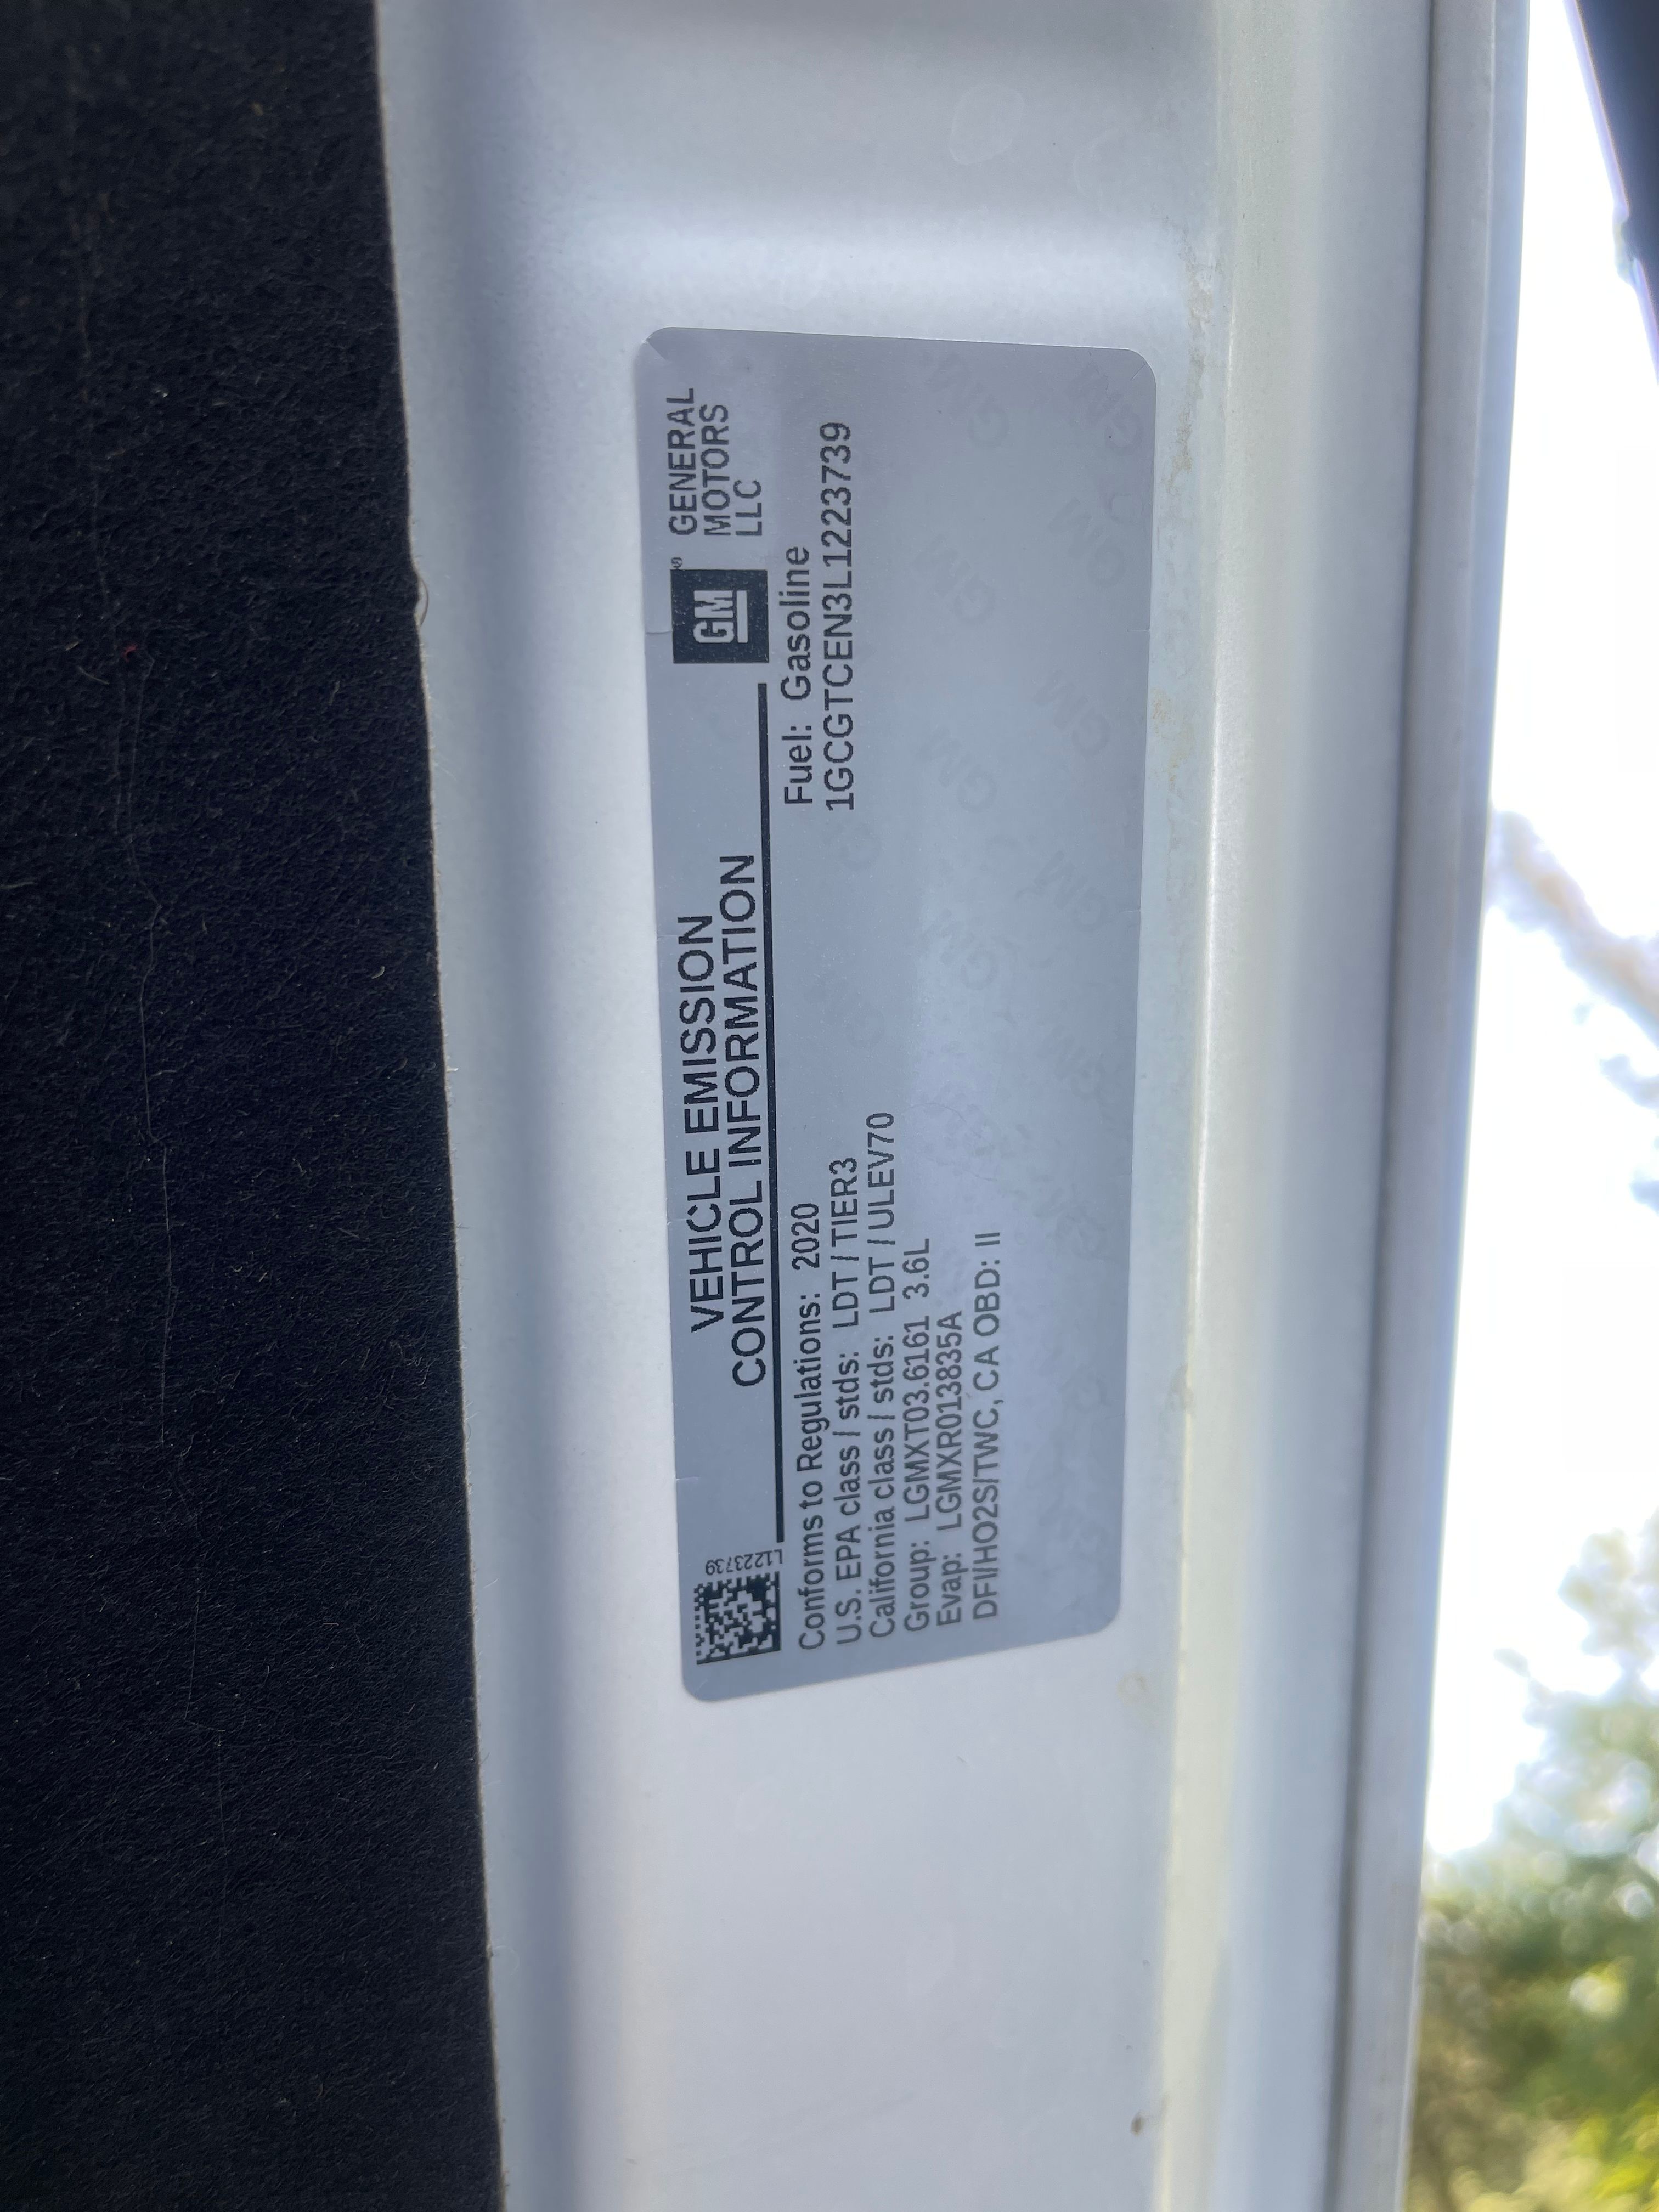 L1223739
VEHICLE EMISSION
CONTROL INFORMATION
GM®
GENERAL
MOTORS
LLC
Conforms to Regulations: 2020
U.S. EPA class / stds: LDT / TIER3
California class / stds: LDT / ULEV70
Group: LGMXT03.6161 3.6L
Evap: LGMXR013835A
DFI/HO2S/TWC, CA OBD: II
Fuel: Gasoline
1GCGTCEN3L1223739